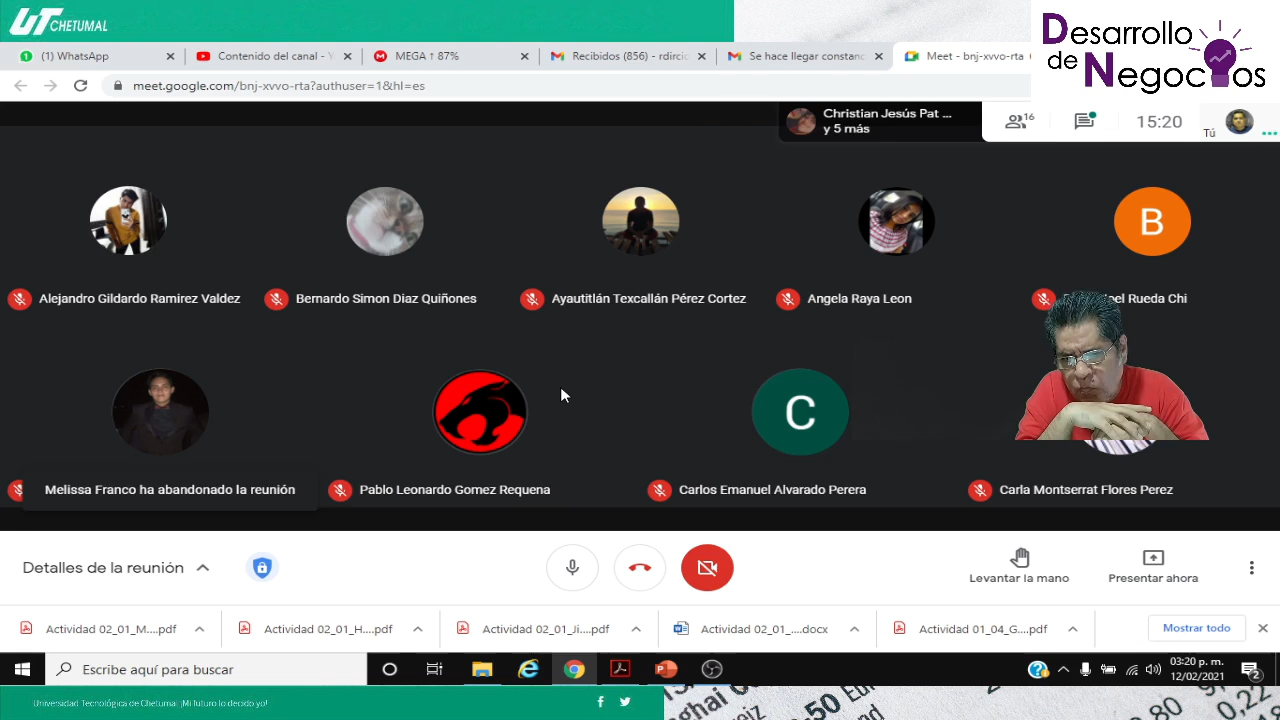 UT CHETUMAL
Desarrollo
de Negocios
(1) WhatsApp
Contenido del canal - Y
MEGA ↑ 87%
Recibidos (856) - rdircio
Se hace llegar constanc
Meet - bnj-xvvo-rta
meet.google.com/bnj-xvvo-rta?authuser=1&hl=es
Christian Jesús Pat ...
y 5 más
16
15:20
Tú
B
Alejandro Gildardo Ramirez Valdez
Bernardo Simon Diaz Quiñones
Ayautitlán Texcallán Pérez Cortez
Angela Raya Leon
Rueda Chi
C
Melissa Franco ha abandonado la reunión
Pablo Leonardo Gomez Requena
Carlos Emanuel Alvarado Perera
Carla Montserrat Flores Perez
Detalles de la reunión
Levantar la mano
Presentar ahora
Actividad 02_01_M....pdf
Actividad 02_01_H....pdf
Actividad 02_01_Ji....pdf
Actividad 02_01_....docx
Actividad 01_04_G....pdf
Mostrar todo
Escribe aquí para buscar
03:20 p. m.
12/02/2021
2
Universidad Tecnológica de Chetumal ¡Mi futuro lo decido yo!
0,22
,80